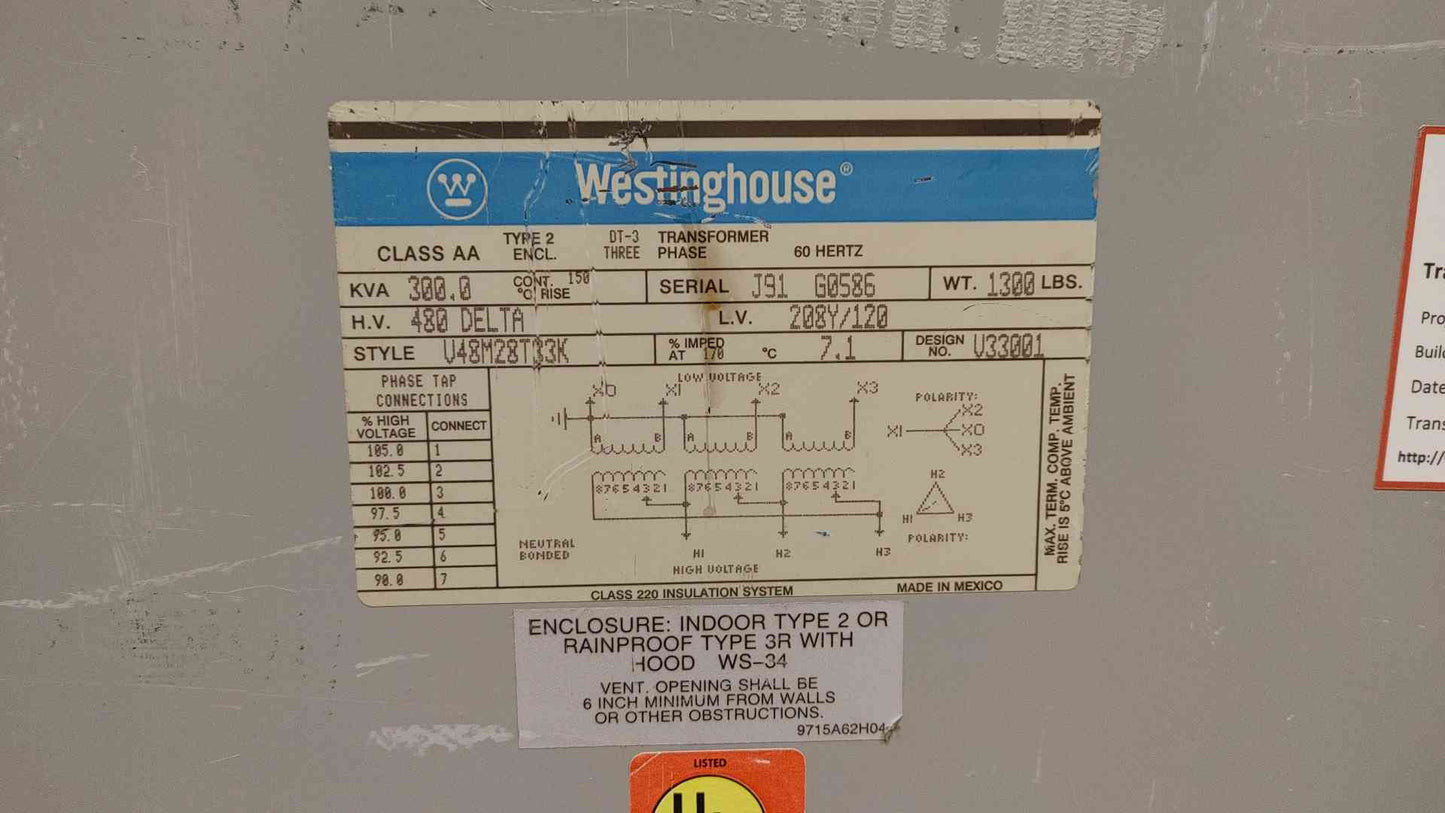 Westinghouse®
CLASS AA TYPE 2 ENCL. DT-3 THREE TRANSFORMER PHASE 60 HERTZ
KVA 300.0 CONT. °C RISE 150 SERIAL J91 G0586 WT. 1300 LBS.
H.V. 480 DELTA L.V. 208Y/120
STYLE V48M28T33K % IMPED AT 170 °C 7.1 DESIGN NO. V33001
PHASE TAP
CONNECTIONS
% HIGH VOLTAGE CONNECT
105.0 1
102.5 2
100.0 3
97.5 4
95.0 5
92.5 6
90.0 7
LOW VOLTAGE
X0 X1 X2 X3
A B A B A B
87654321 87654321 87654321
NEUTRAL
BONDED
H1 H2 H3
HIGH VOLTAGE
POLARITY:
X2
X1 X0
X3
H2
H1 H3
POLARITY:
MAX. TERM. COMP. TEMP.
RISE IS 5°C ABOVE AMBIENT
CLASS 220 INSULATION SYSTEM MADE IN MEXICO
ENCLOSURE: INDOOR TYPE 2 OR
RAINPROOF TYPE 3R WITH
HOOD WS-34
VENT. OPENING SHALL BE
6 INCH MINIMUM FROM WALLS
OR OTHER OBSTRUCTIONS.
9715A62H04
LISTED
Date
http://